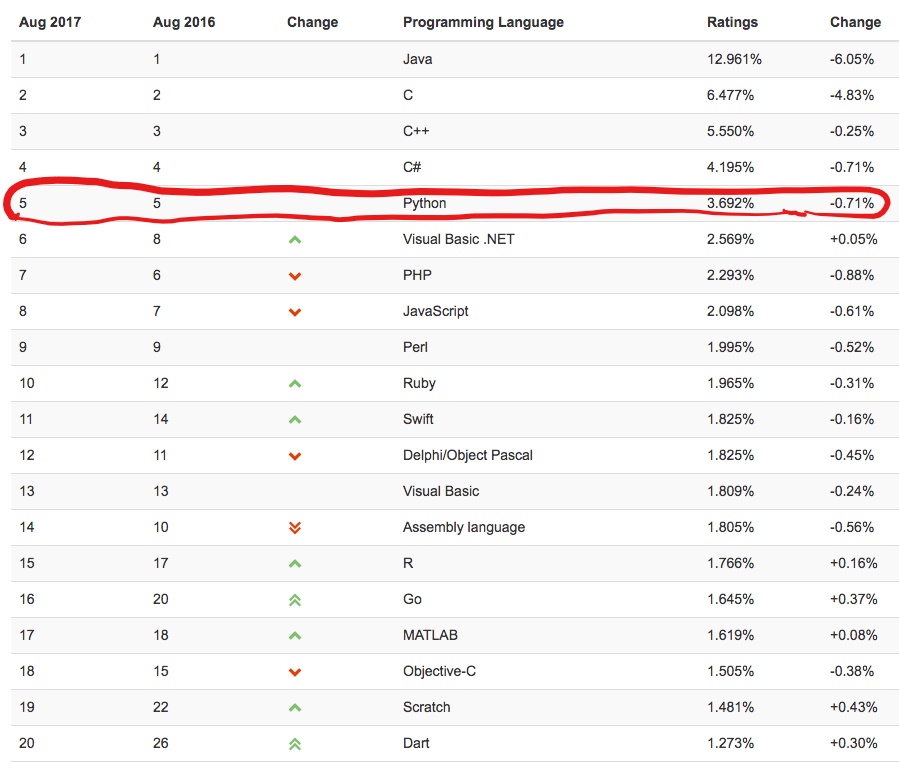 Aug 2017 Aug 2016 Change Programming Language Ratings Change
1 1 Java 12.961% -6.05%
2 2 C 6.477% -4.83%
3 3 C++ 5.550% -0.25%
4 4 C# 4.195% -0.71%
5 5 Python 3.692% -0.71%
6 8 Visual Basic .NET 2.569% +0.05%
7 6 PHP 2.293% -0.88%
8 7 JavaScript 2.098% -0.61%
9 9 Perl 1.995% -0.52%
10 12 Ruby 1.965% -0.31%
11 14 Swift 1.825% -0.16%
12 11 Delphi/Object Pascal 1.825% -0.45%
13 13 Visual Basic 1.809% -0.24%
14 10 Assembly language 1.805% -0.56%
15 17 R 1.766% +0.16%
16 20 Go 1.645% +0.37%
17 18 MATLAB 1.619% +0.08%
18 15 Objective-C 1.505% -0.38%
19 22 Scratch 1.481% +0.43%
20 26 Dart 1.273% +0.30%